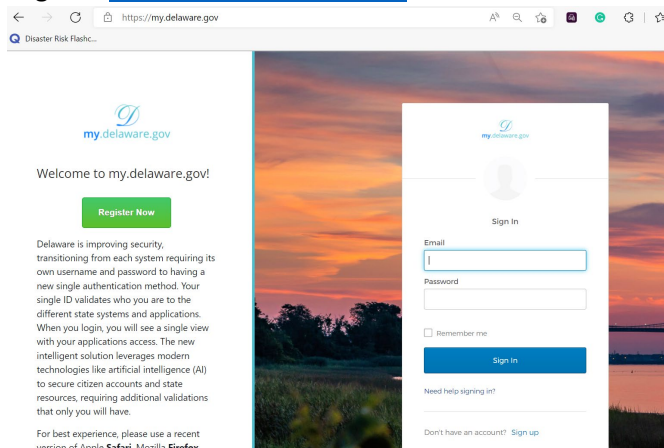 https://my.delaware.gov
Disaster Risk Flashc...
my.delaware.gov
Welcome to my.delaware.gov!
Register Now
Delaware is improving security,
transitioning from each system requiring its
own username and password to having a
new single authentication method. Your
single ID validates who you are to the
different state systems and applications.
When you login, you will see a single view
with your applications access. The new
intelligent solution leverages modern
technologies like artificial intelligence (AI)
to secure citizen accounts and state
resources, requiring additional validations
that only you will have.
For best experience, please use a recent
version of Apple Safari, Mozilla Firefox,
my.delaware.gov
Sign In
Email
Password
Remember me
Sign In
Need help signing in?
Don't have an account? Sign up